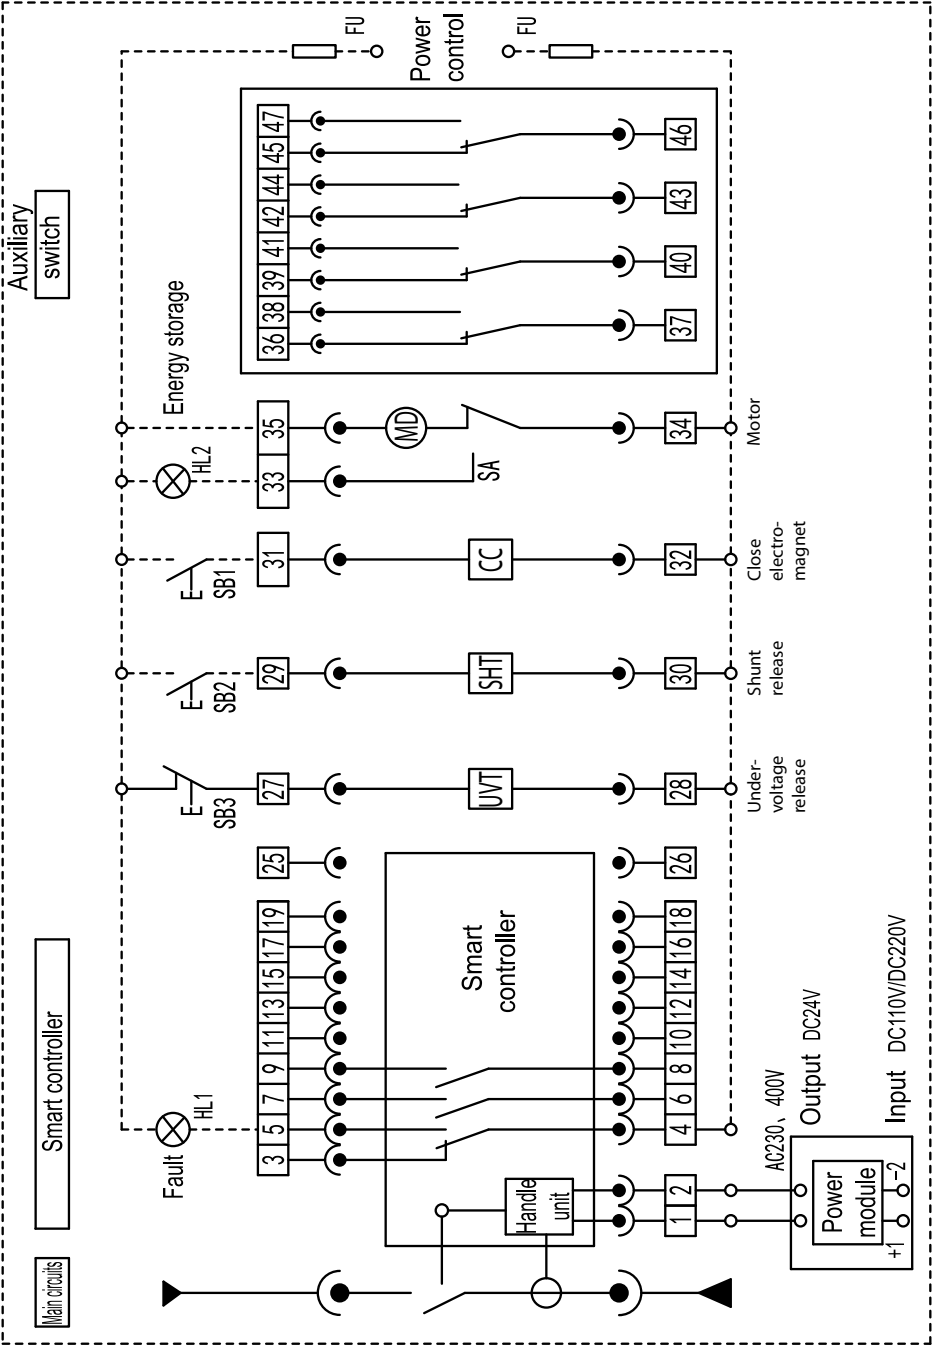 Main circuits
Smart controller
Auxiliary
switch
Fault
HL1
SB3
SB2
SB1
HL2
Energy storage
FU
Power
control
FU
E
E
E
3
5
7
9
11
13
15
17
19
25
27
29
31
33
35
36
38
39
41
42
44
45
47
Handle
unit
Smart
controller
UVT
SHT
CC
SA
MD
1
2
4
6
8
10
12
14
16
18
26
28
30
32
34
37
40
43
46
Under-
voltage
release
Shunt
release
Close
electro-
magnet
Motor
AC230、400V
Output DC24V
Power
module
+1
−2
Input DC110V/DC220V